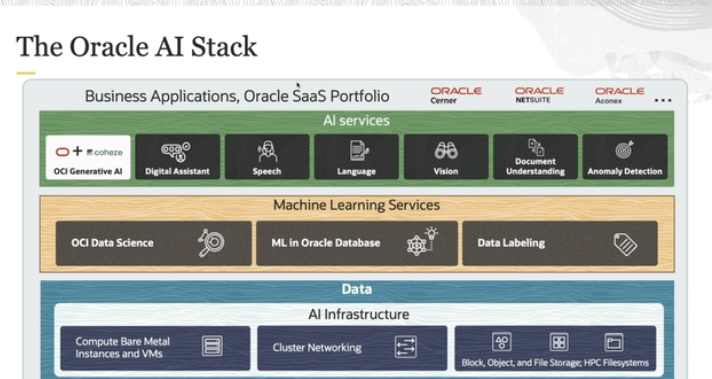 The Oracle AI Stack
Business Applications, Oracle SaaS Portfolio
ORACLE
Cerner
ORACLE
NETSUITE
ORACLE
Aconex
...
AI services
+ cohere
OCI Generative AI
Digital Assistant
Speech
Language
Vision
Document
Understanding
Anomaly Detection
Machine Learning Services
OCI Data Science
ML in Oracle Database
Data Labeling
Data
AI Infrastructure
Compute Bare Metal
Instances and VMs
Cluster Networking
Block, Object, and File Storage; HPC Filesystems